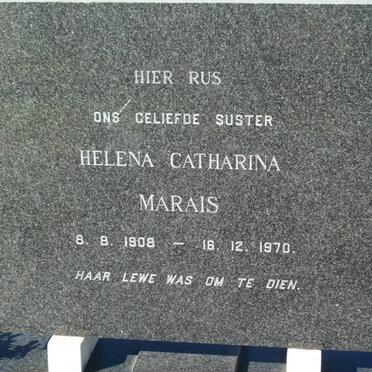 HIER RUS
ONS GELIEFDE SUSTER
HELENA CATHARINA
MARAIS
8. 8. 1908 — 16. 12. 1970.
HAAR LEWE WAS OM TE DIEN.